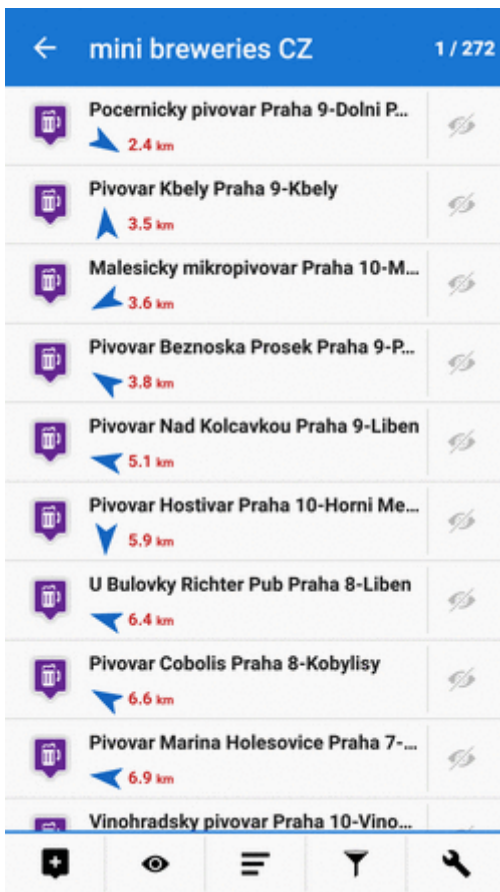 mini breweries CZ 1 / 272
Pocernicky pivovar Praha 9-Dolni P...
2.4 km
Pivovar Kbely Praha 9-Kbely
3.5 km
Malesicky mikropivovar Praha 10-M...
3.6 km
Pivovar Beznoska Prosek Praha 9-P...
3.8 km
Pivovar Nad Kolcavkou Praha 9-Liben
5.1 km
Pivovar Hostivar Praha 10-Horni Me...
5.9 km
U Bulovky Richter Pub Praha 8-Liben
6.4 km
Pivovar Cobolis Praha 8-Kobylisy
6.6 km
Pivovar Marina Holesovice Praha 7-...
6.9 km
Vinohradsky pivovar Praha 10-Vino...